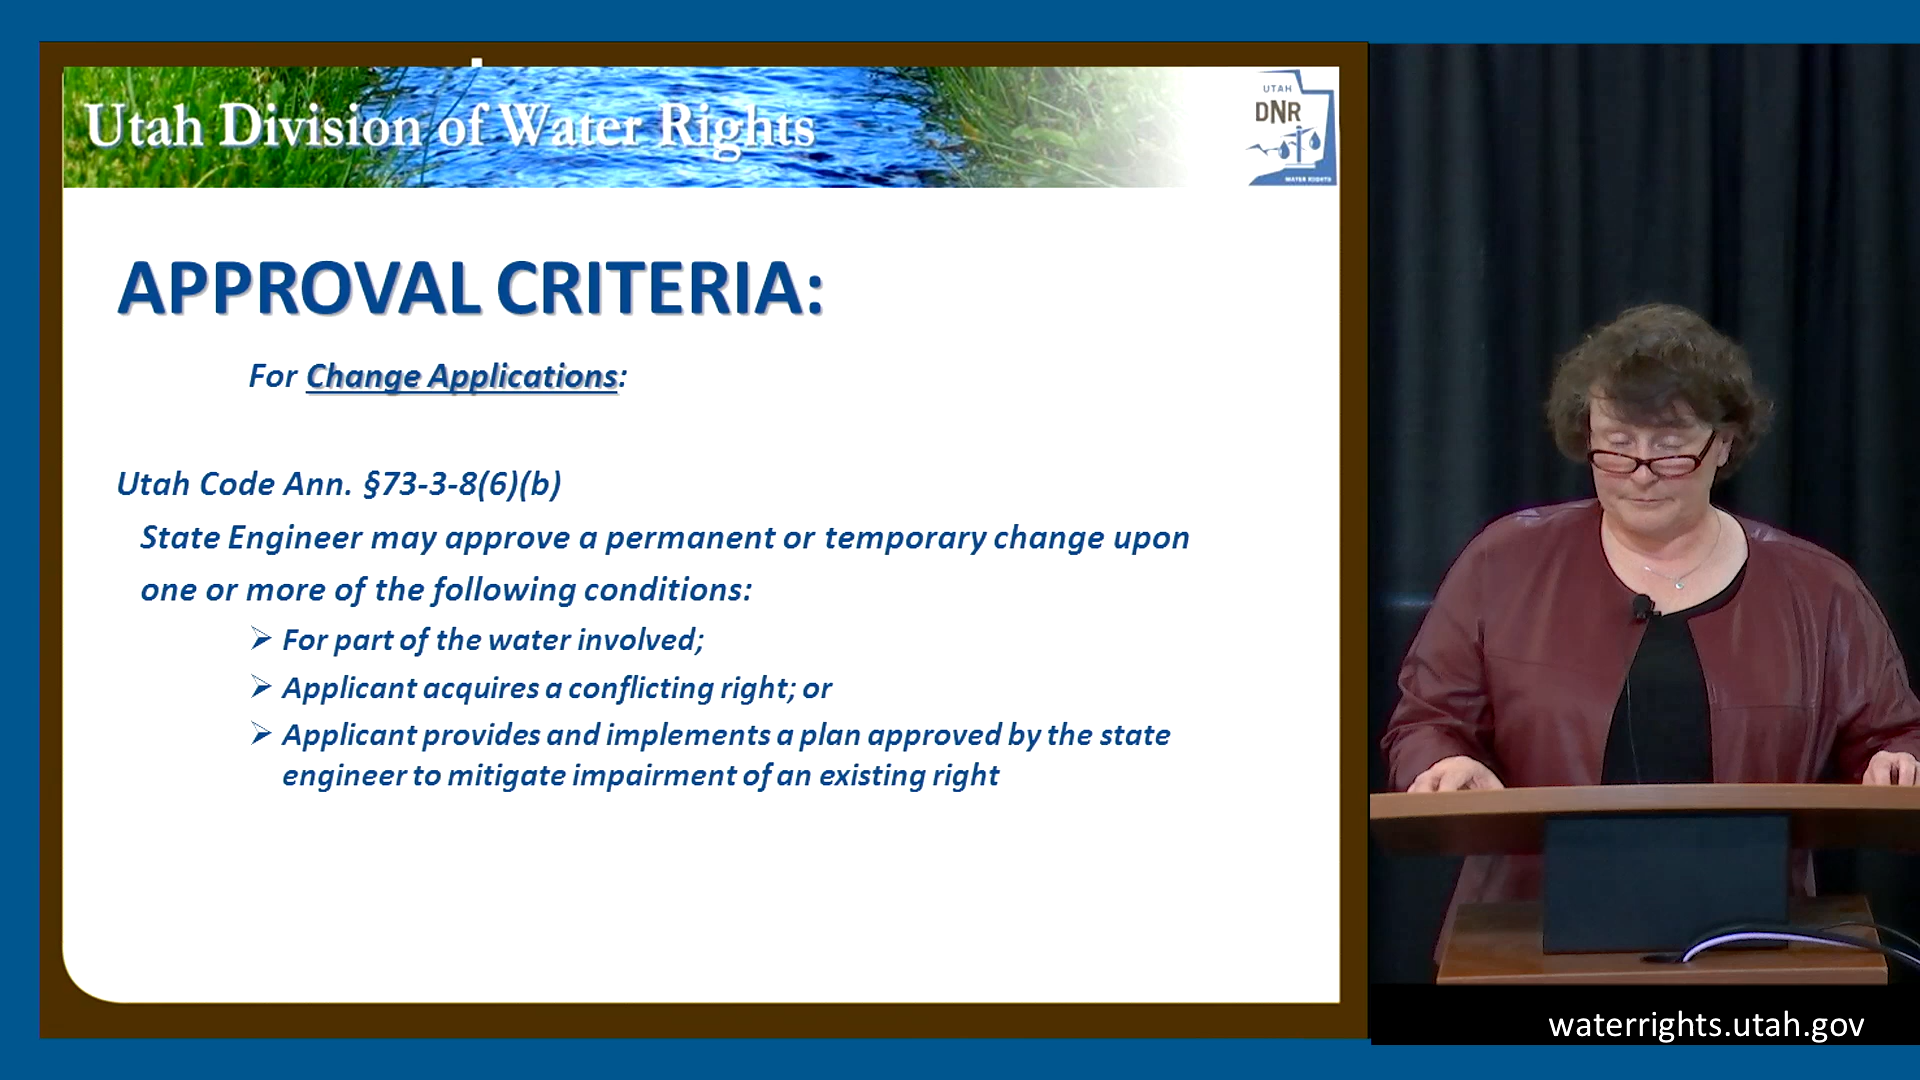 Utah Division of Water Rights
UTAH
DNR
WATER RIGHTS
APPROVAL CRITERIA:
For Change Applications:
Utah Code Ann. §73-3-8(6)(b)
State Engineer may approve a permanent or temporary change upon
one or more of the following conditions:
➢ For part of the water involved;
➢ Applicant acquires a conflicting right; or
➢ Applicant provides and implements a plan approved by the state
engineer to mitigate impairment of an existing right
waterrights.utah.gov